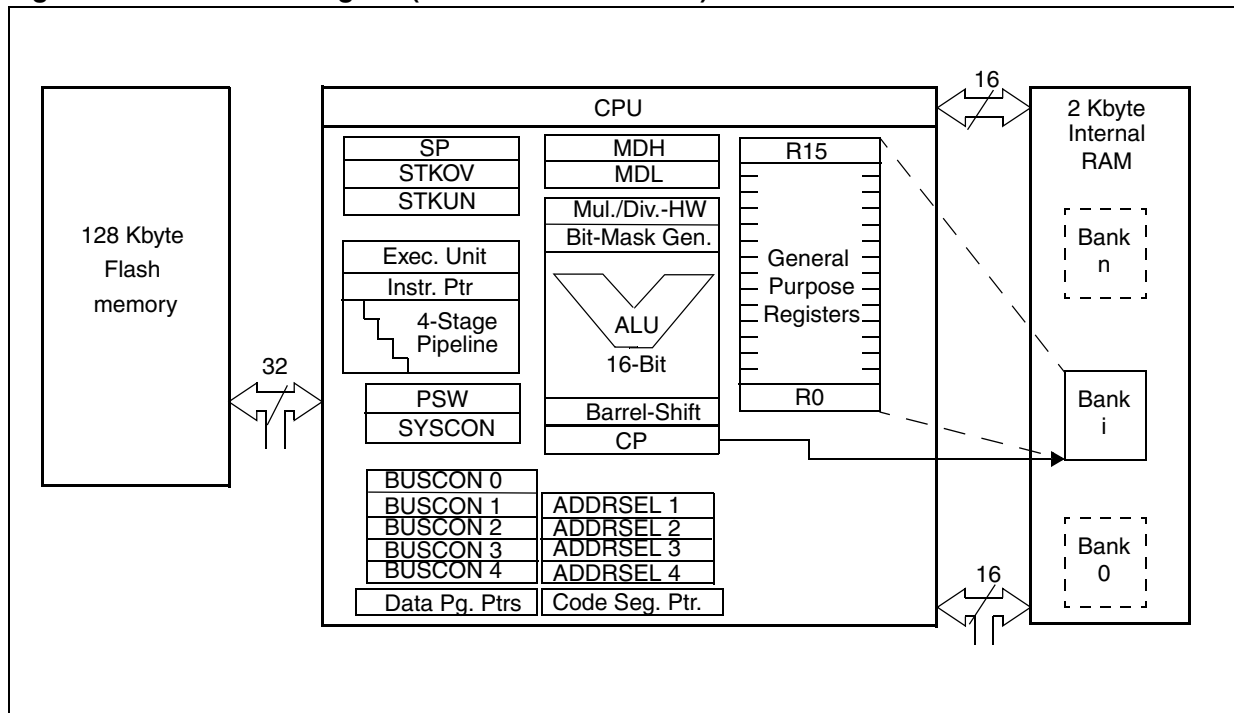 128 Kbyte
Flash
memory
32
CPU
SP
STKOV
STKUN
Exec. Unit
Instr. Ptr
4-Stage
Pipeline
PSW
SYSCON
BUSCON 0
BUSCON 1
BUSCON 2
BUSCON 3
BUSCON 4
Data Pg. Ptrs
MDH
MDL
Mul./Div.-HW
Bit-Mask Gen.
ALU
16-Bit
Barrel-Shift
CP
ADDRSEL 1
ADDRSEL 2
ADDRSEL 3
ADDRSEL 4
Code Seg. Ptr.
R15
General
Purpose
Registers
R0
16
16
2 Kbyte
Internal
RAM
Bank
n
Bank
i
Bank
0